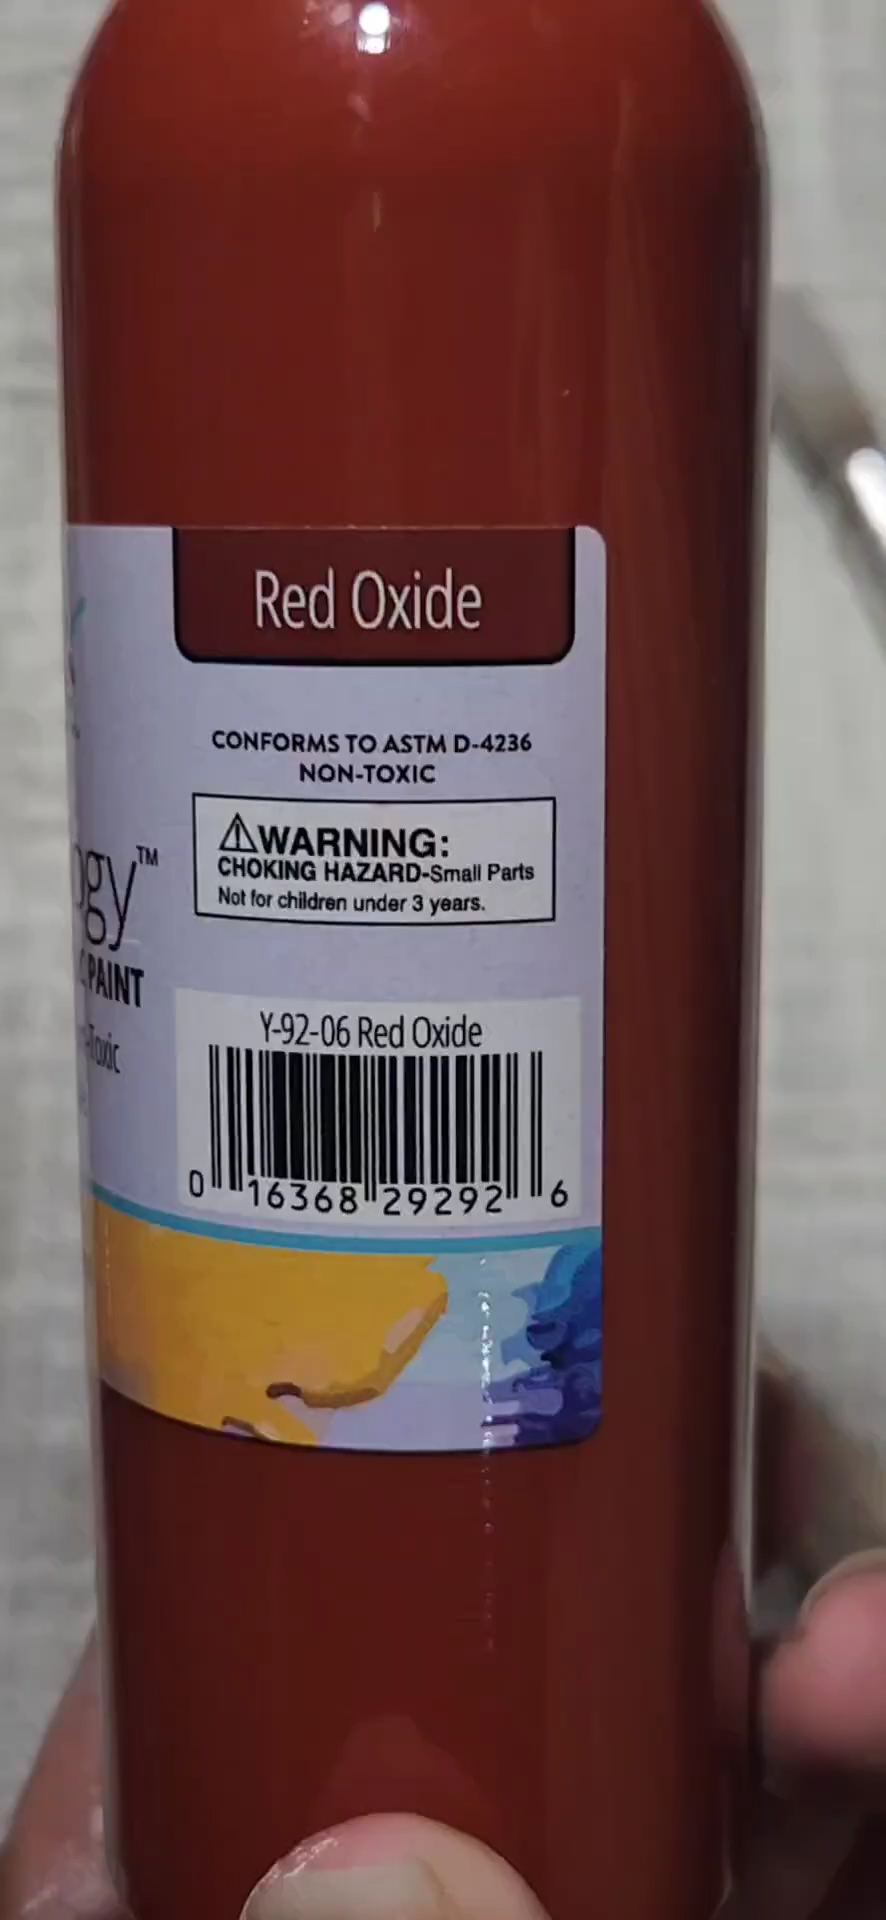 Red Oxide
CONFORMS TO ASTM D-4236
NON-TOXIC
⚠WARNING:
CHOKING HAZARD-Small Parts
Not for children under 3 years.
ogy™
PAINT
-Toxic
Y-92-06 Red Oxide
0 16368 29292 6